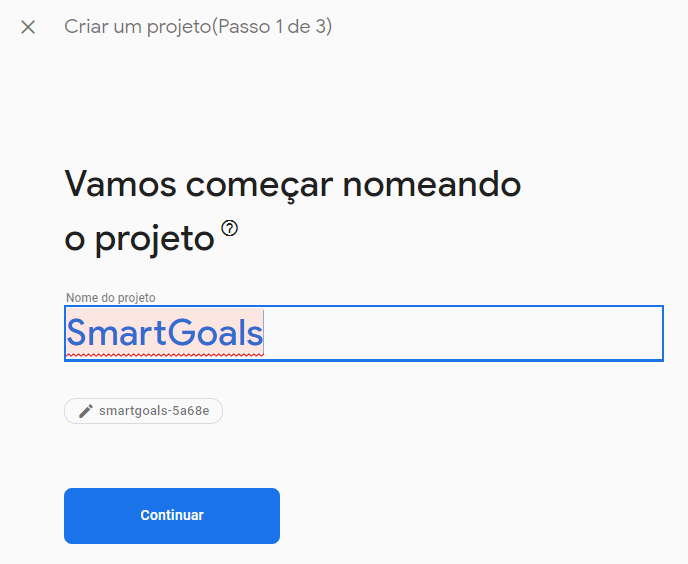 Criar um projeto(Passo 1 de 3)
Vamos começar nomeando
o projeto
Nome do projeto
SmartGoals
smartgoals-5a68e
Continuar